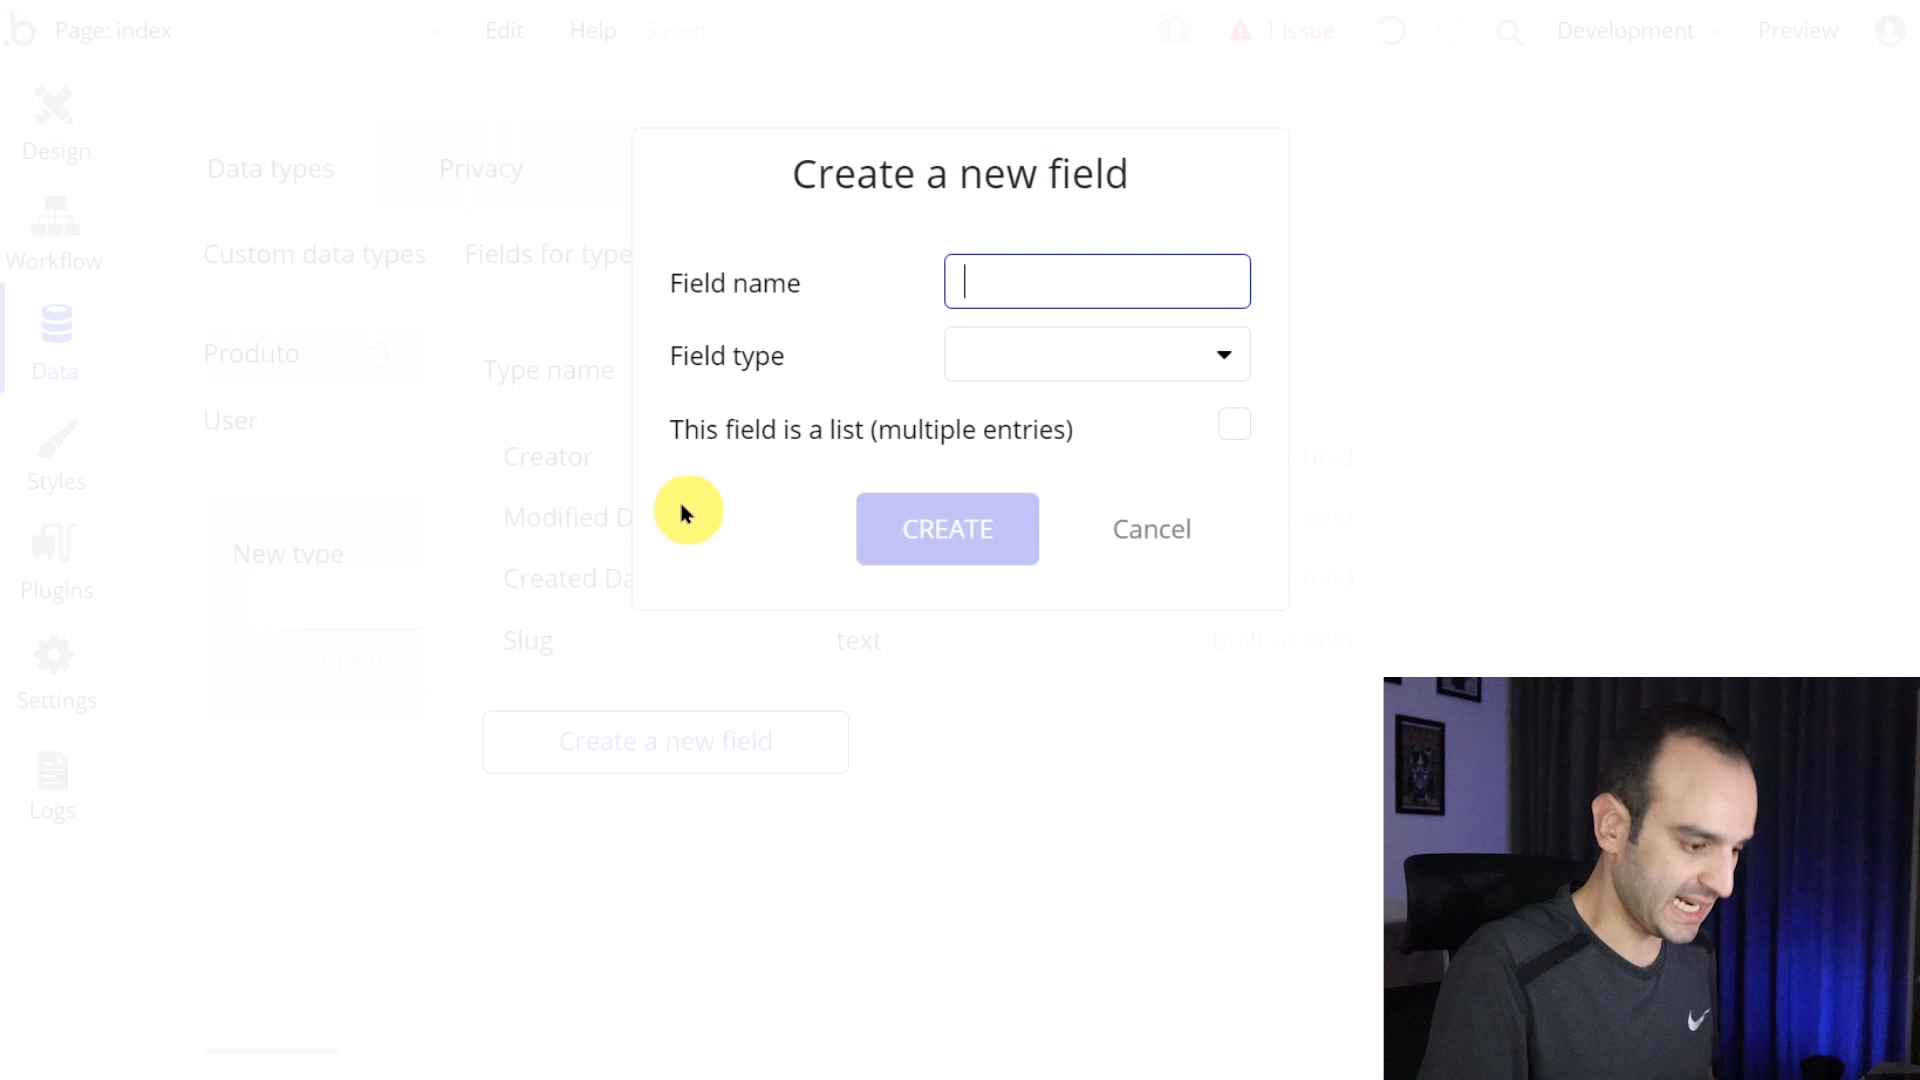 .b Page: index Edit Help Saved 1 issue Development Preview
Design
Workflow
Data
Styles
Plugins
Settings
Logs
Data types Privacy
Custom data types
Fields for type
Produto
User
New type
Create
Type name
Creator field
Modified D field
Created Da field
Slug text Built-in field
Create a new field
Create a new field
Field name
Field type
This field is a list (multiple entries)
CREATE Cancel